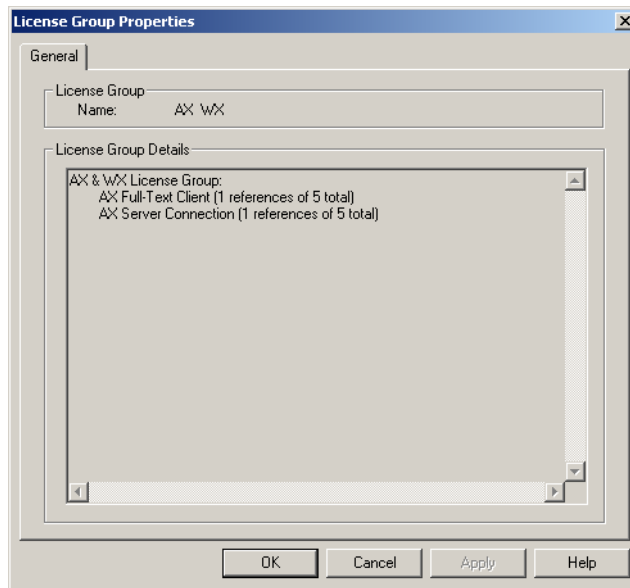 License Group Properties
General
License Group
Name: AX WX
License Group Details
AX & WX License Group:
AX Full-Text Client (1 references of 5 total)
AX Server Connection (1 references of 5 total)
OK Cancel Apply Help